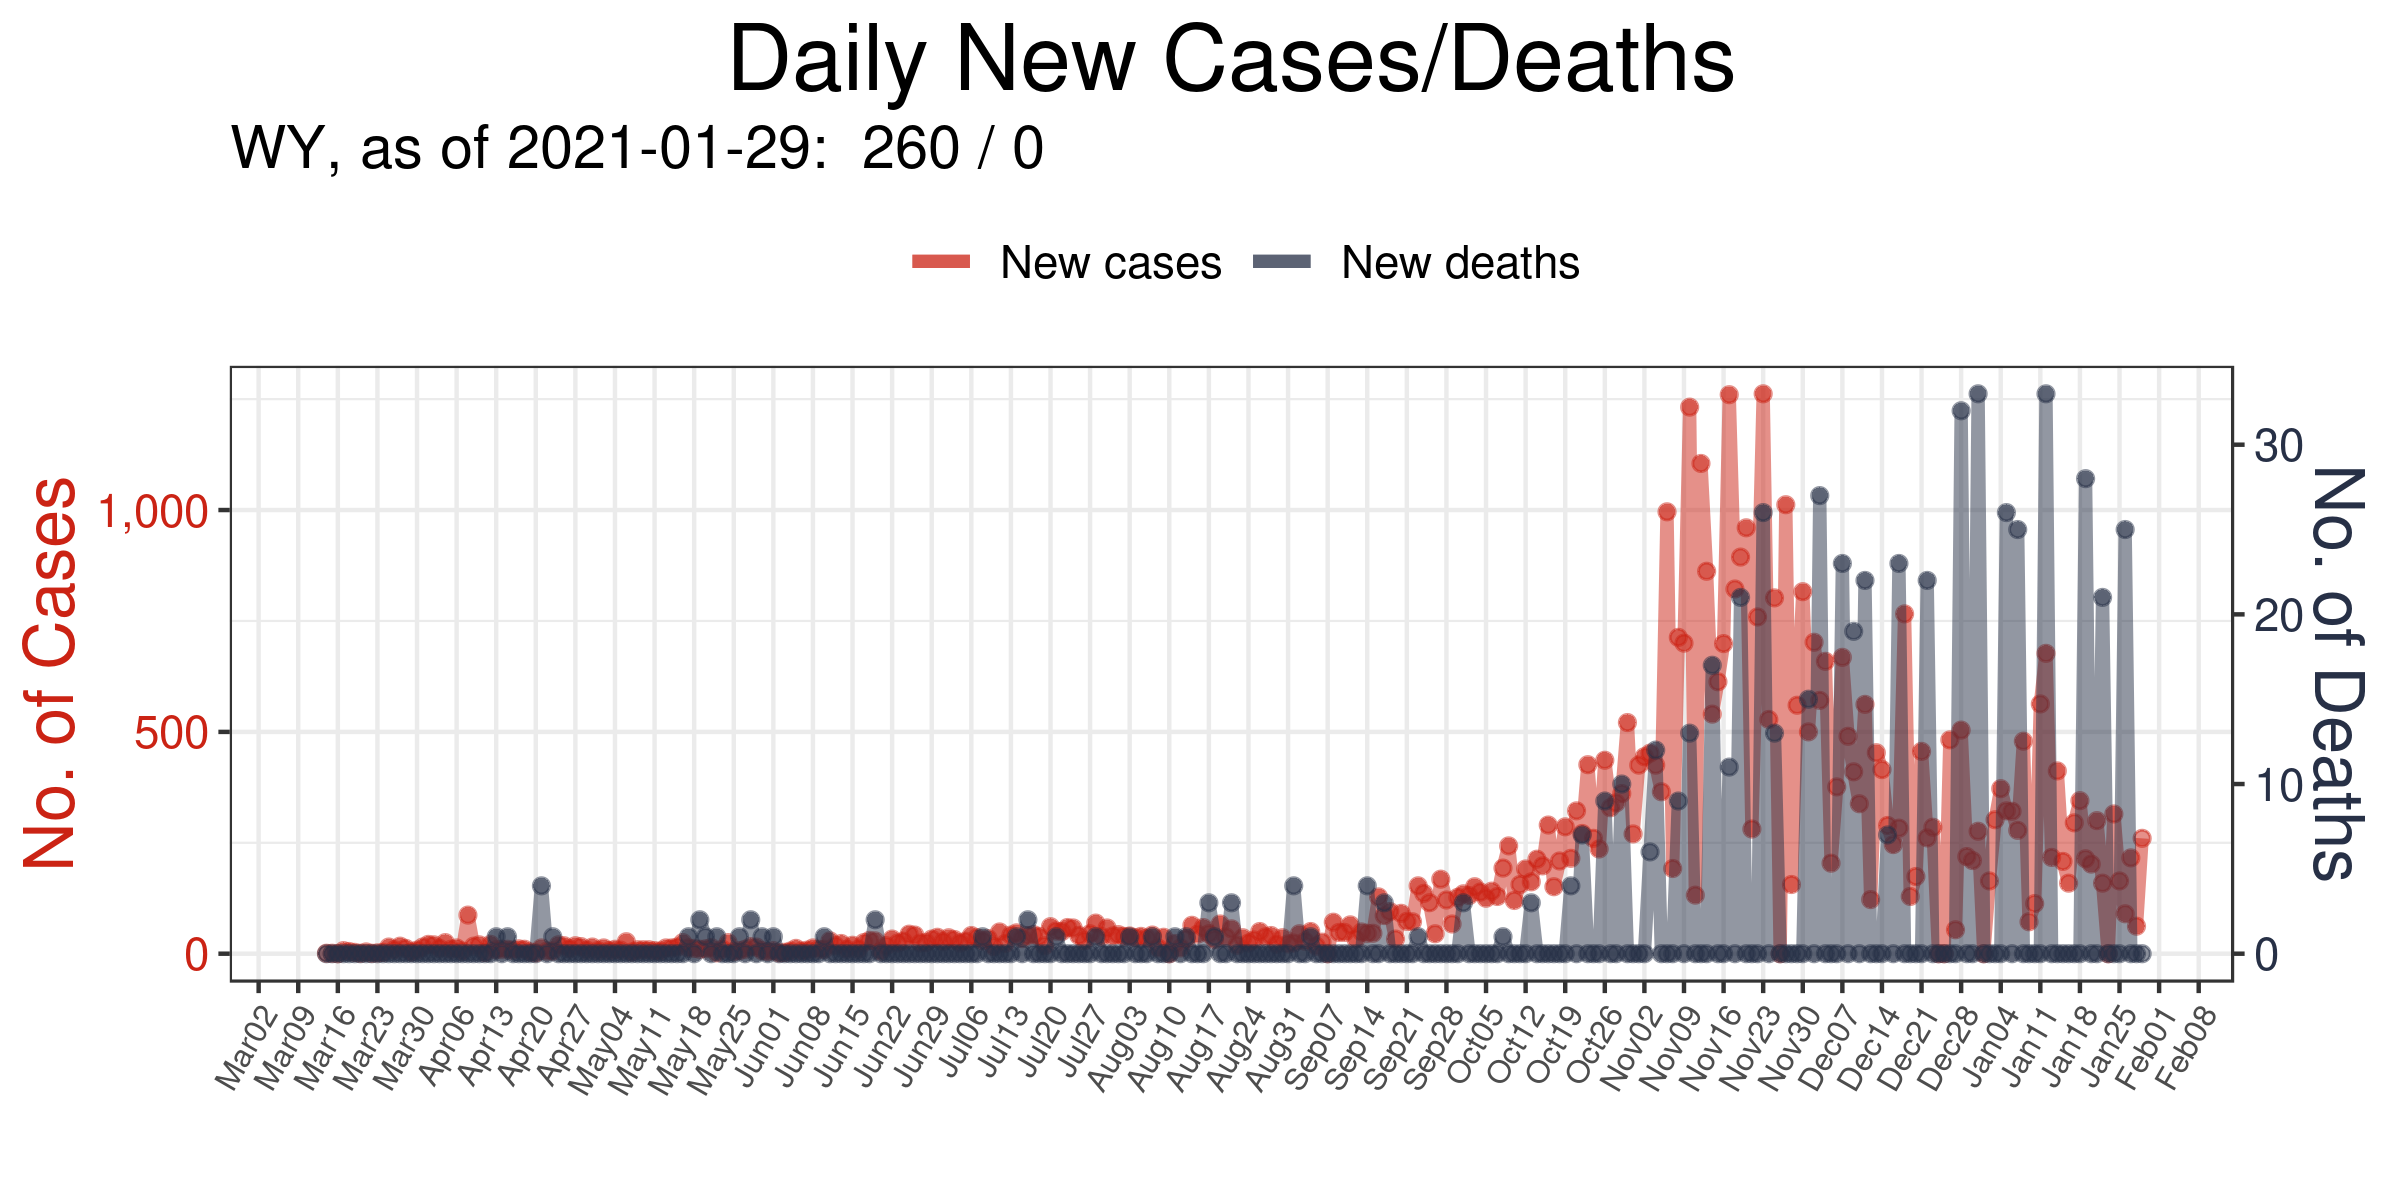 Daily New Cases/Deaths
WY, as of 2021-01-29:  260 / 0
New cases
New deaths
No. of Cases
1,000
500
0
30
20
10
0
No. of Deaths
Mar02
Mar09
Mar16
Mar23
Mar30
Apr06
Apr13
Apr20
Apr27
May04
May11
May18
May25
Jun01
Jun08
Jun15
Jun22
Jun29
Jul06
Jul13
Jul20
Jul27
Aug03
Aug10
Aug17
Aug24
Aug31
Sep07
Sep14
Sep21
Sep28
Oct05
Oct12
Oct19
Oct26
Nov02
Nov09
Nov16
Nov23
Nov30
Dec07
Dec14
Dec21
Dec28
Jan04
Jan11
Jan18
Jan25
Feb01
Feb08